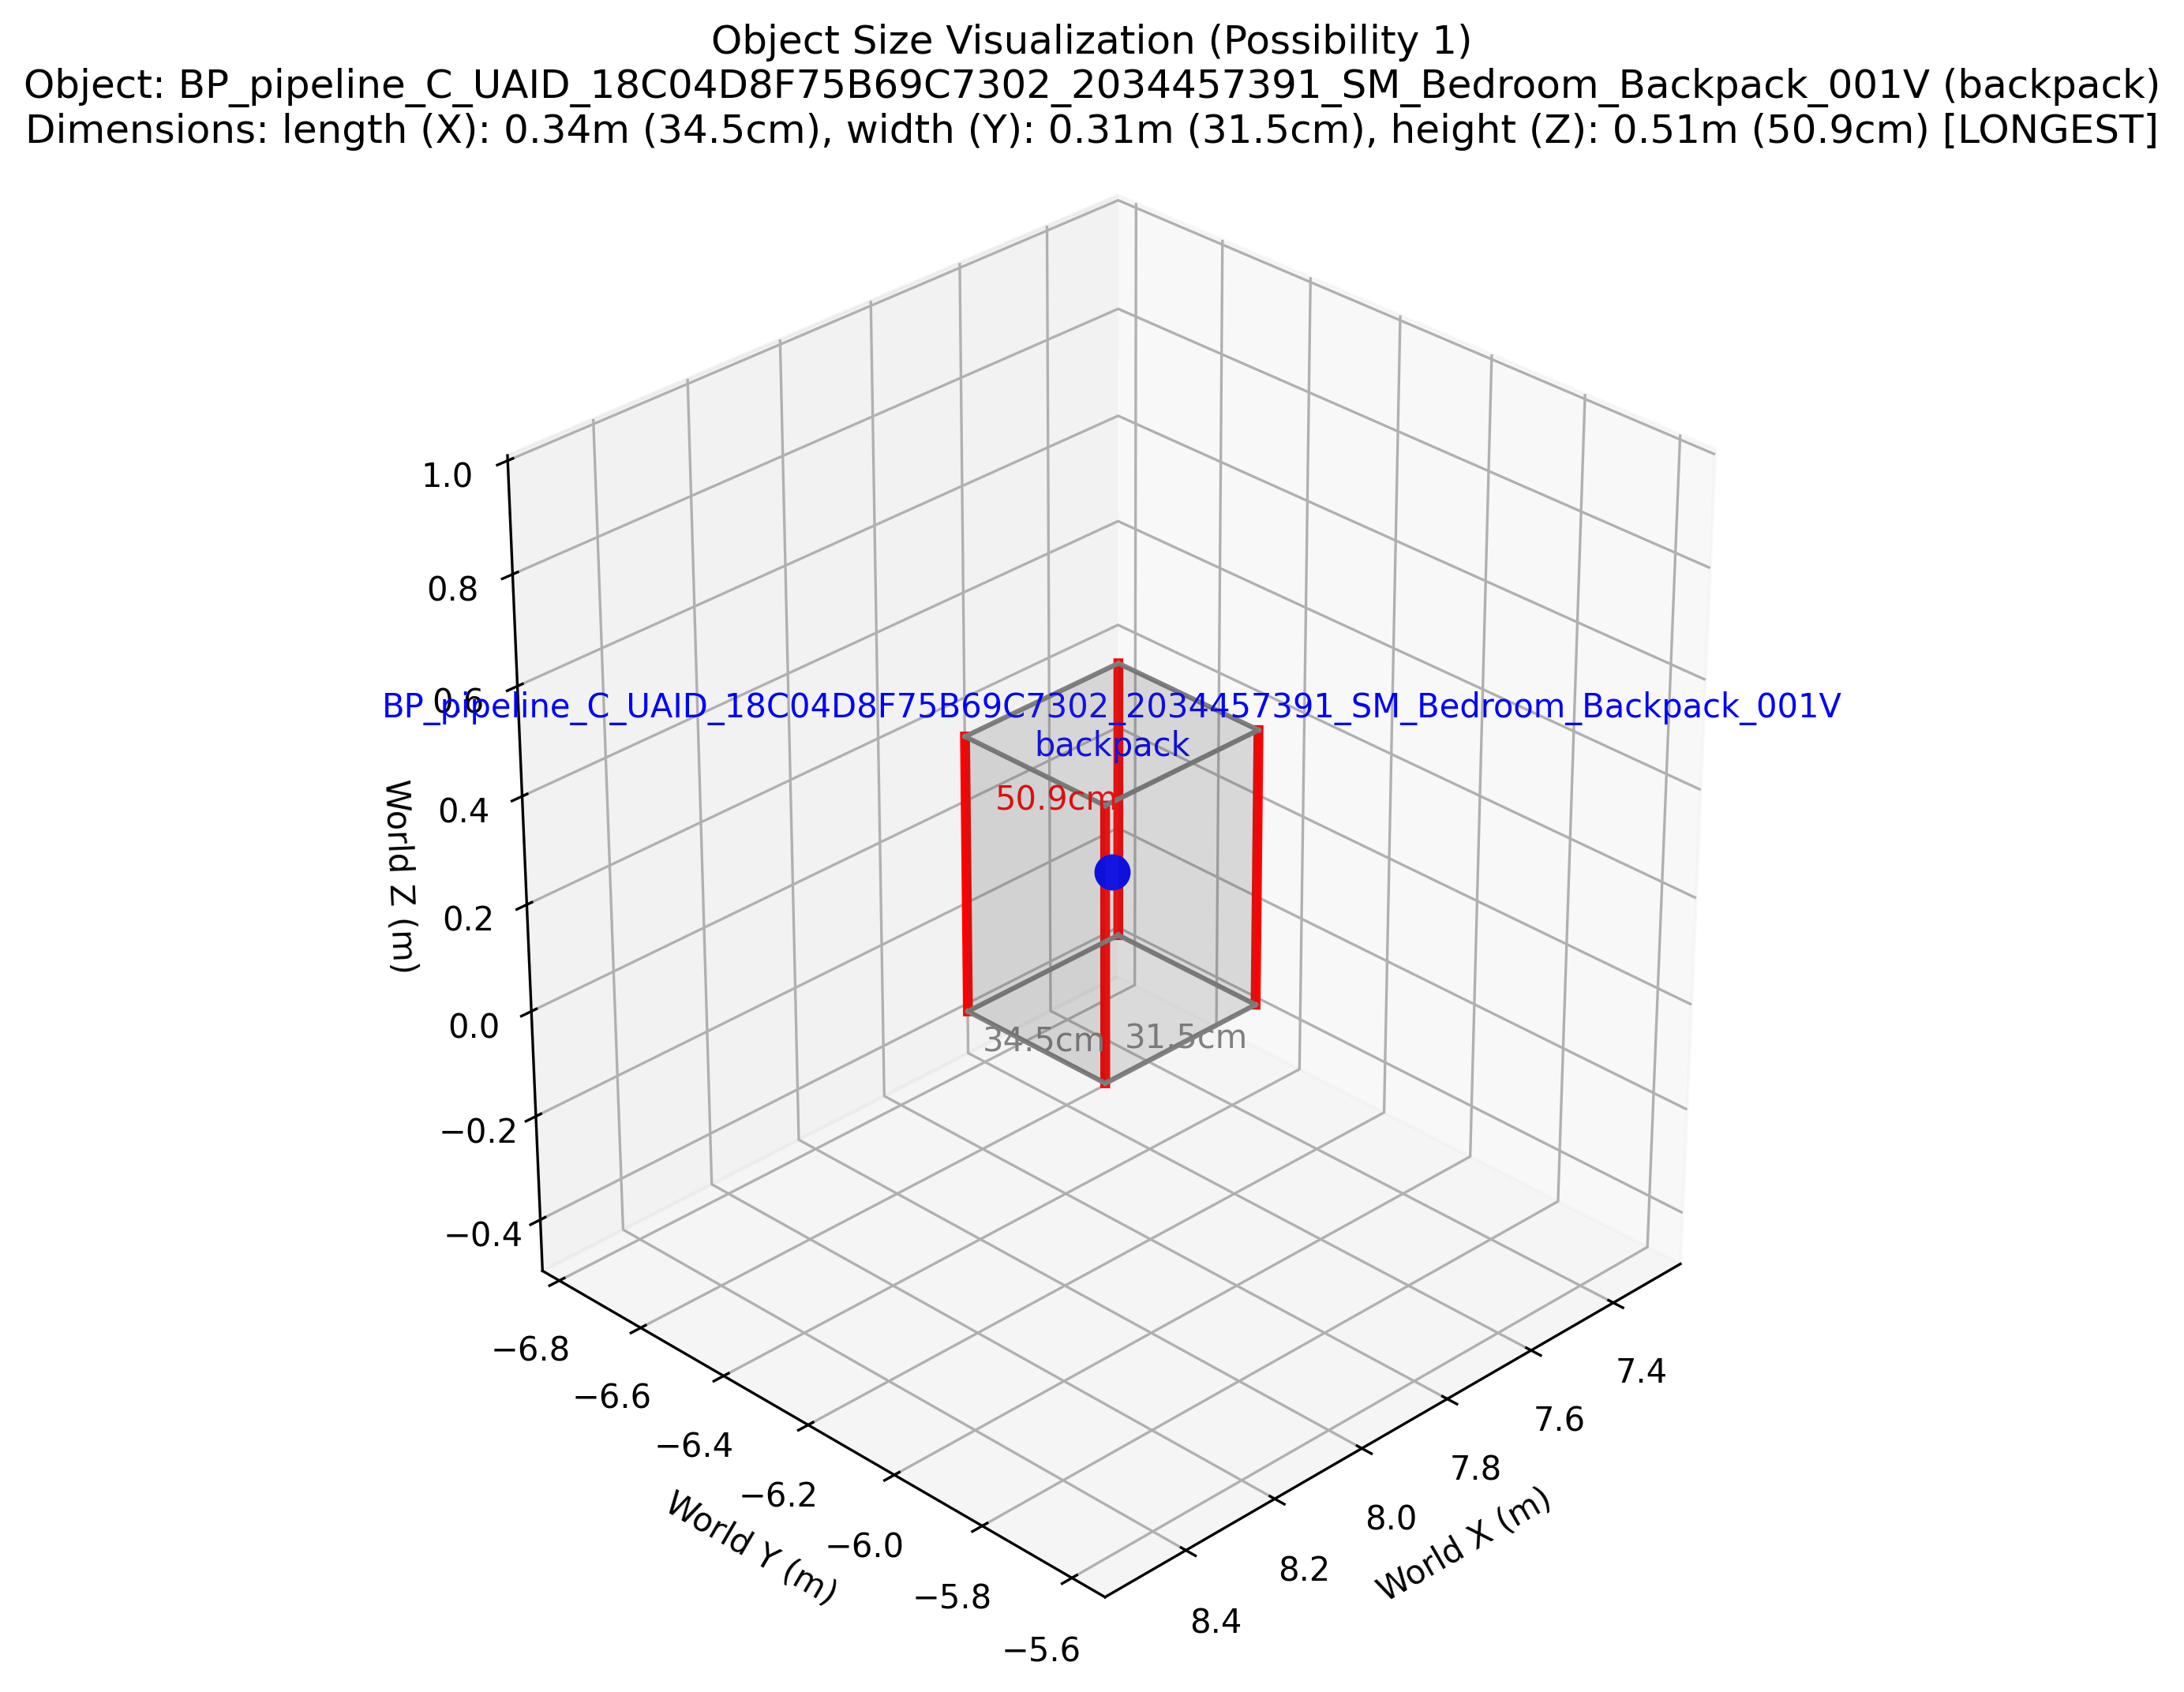 Object Size Visualization (Possibility 1)
Object: BP_pipeline_C_UAID_18C04D8F75B69C7302_2034457391_SM_Bedroom_Backpack_001V (backpack)
Dimensions: length (X): 0.34m (34.5cm), width (Y): 0.31m (31.5cm), height (Z): 0.51m (50.9cm) [LONGEST]
1.0
0.8
0.6
BP_pipeline_C_UAID_18C04D8F75B69C7302_2034457391_SM_Bedroom_Backpack_001V
backpack
50.9cm
0.4
World Z (m)
0.2
0.0
34.5cm
31.5cm
−0.2
−0.4
−6.8
−6.6
−6.4
−6.2
−6.0
−5.8
−5.6
World Y (m)
7.4
7.6
7.8
8.0
8.2
8.4
World X (m)